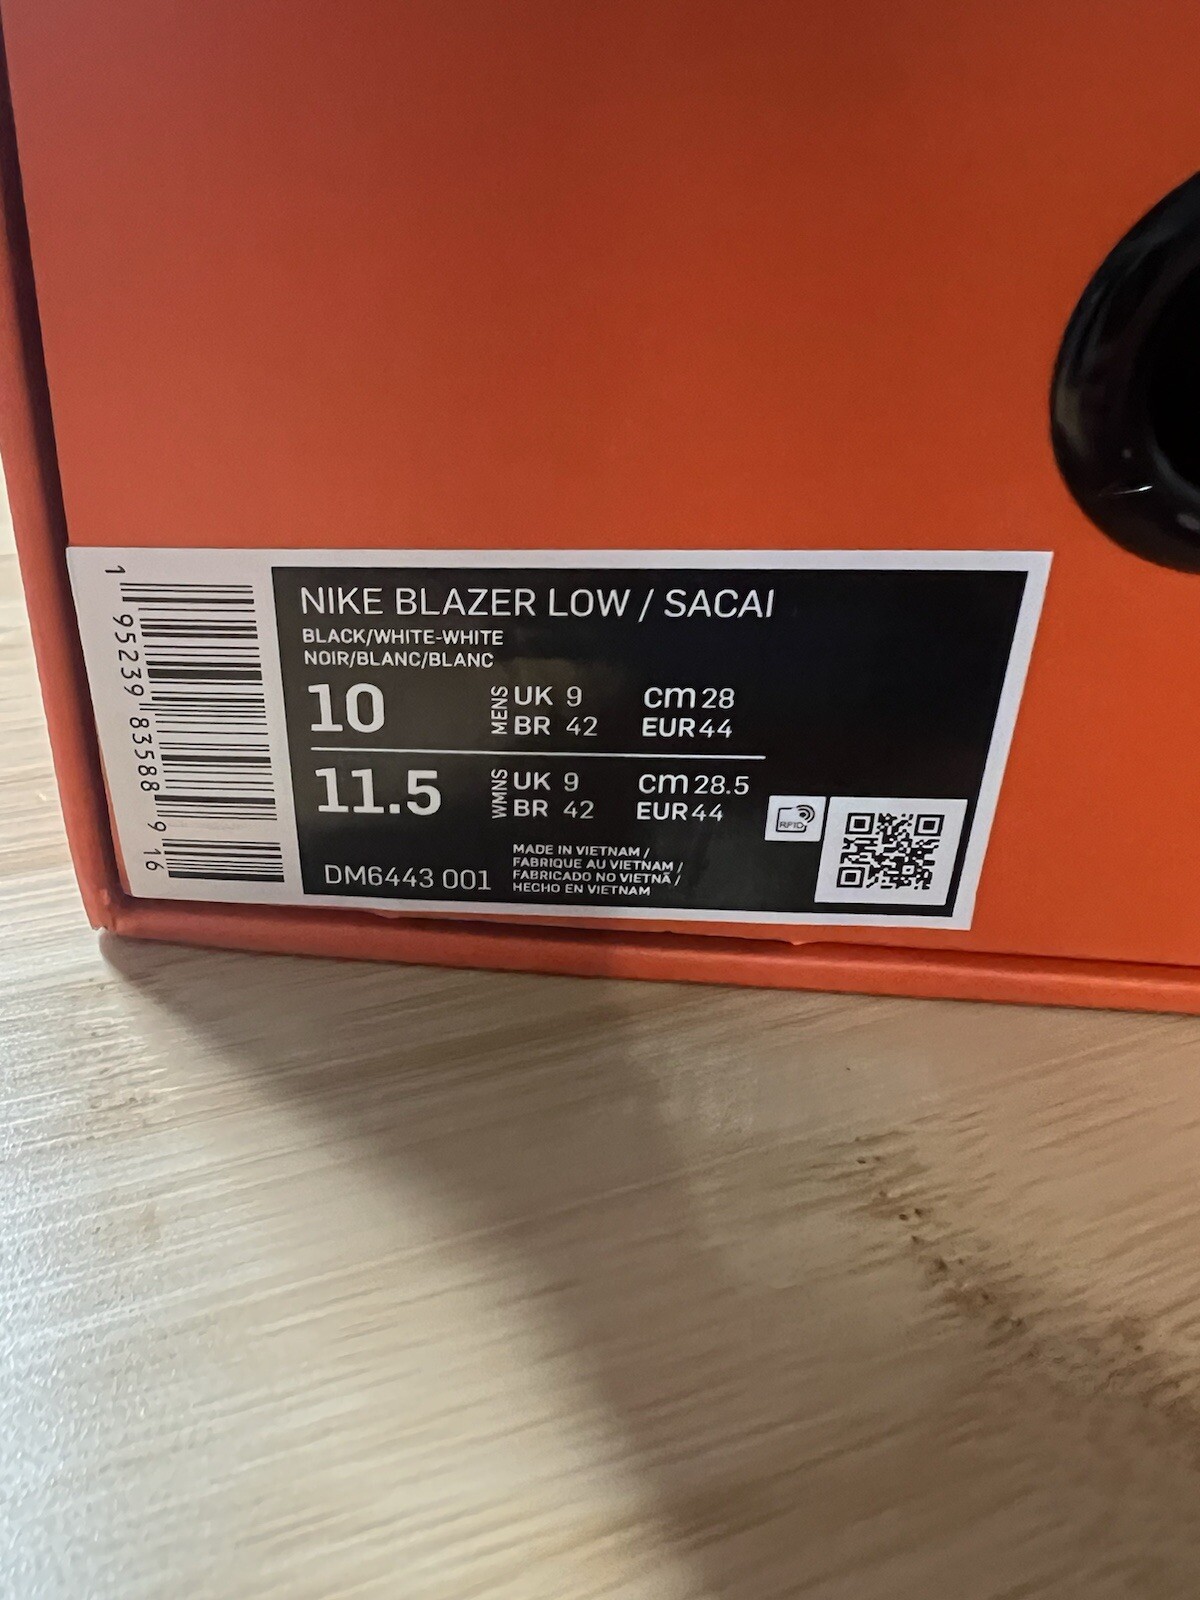 1 95239 83588 9 16
NIKE BLAZER LOW / SACAI
BLACK/WHITE-WHITE
NOIR/BLANC/BLANC
10 MENS UK 9 cm 28
BR 42 EUR 44
11.5 WMNS UK 9 cm 28.5
BR 42 EUR 44
RFID
DM6443 001
MADE IN VIETNAM /
FABRIQUE AU VIETNAM /
FABRICADO NO VIETNÃ /
HECHO EN VIETNAM